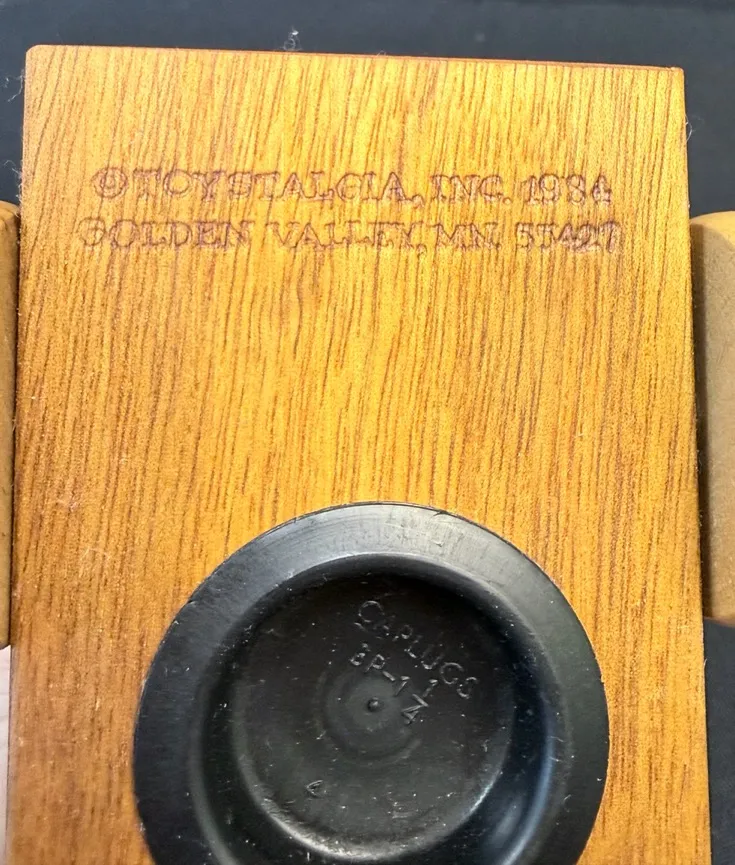 © TOYSTALGIA, INC. 1984
GOLDEN VALLEY, MN. 55427
CAPLUGS
BP-1 1/4